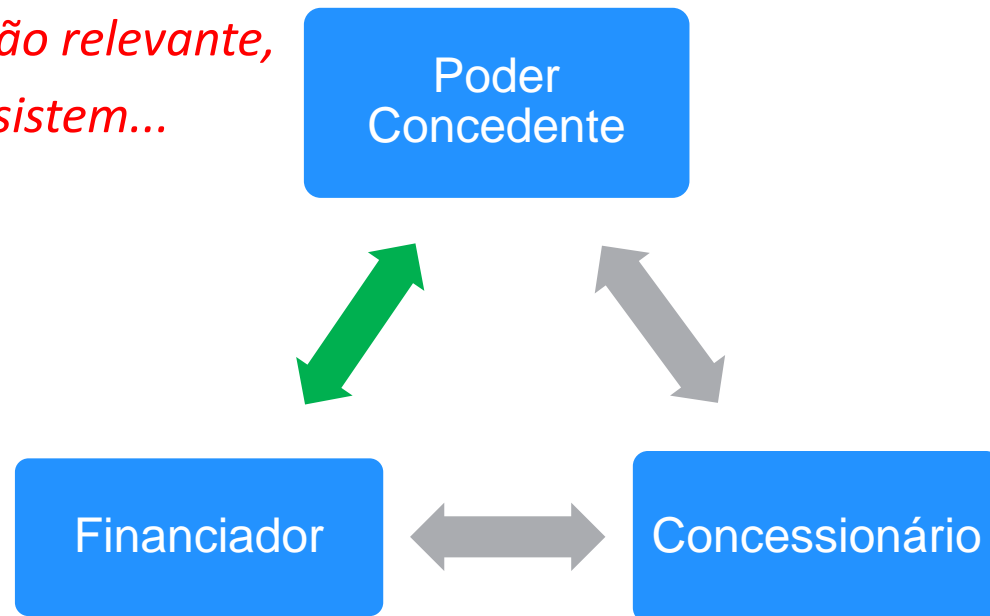 ão relevante,
sistem...
Poder
Concedente
Financiador
Concessionário